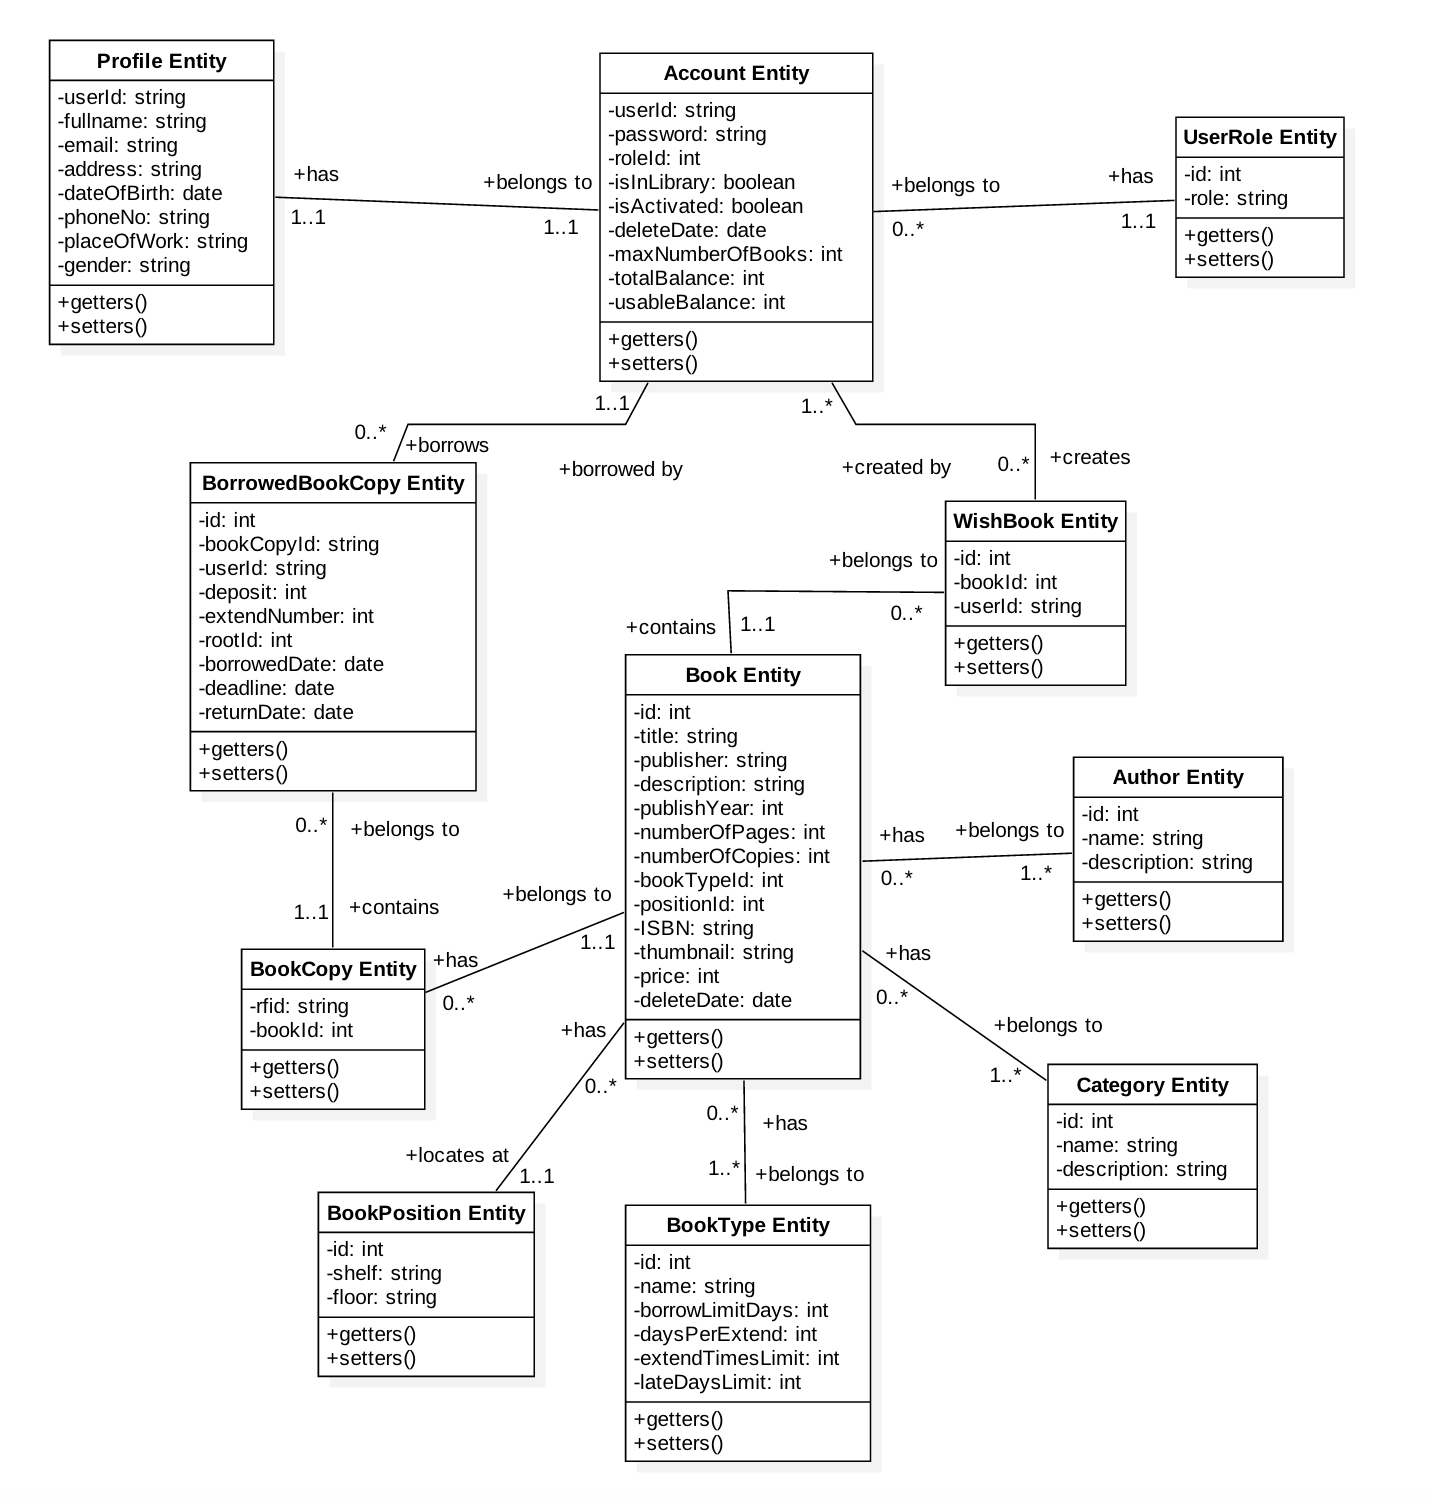 Profile Entity
-userId: string
-fullname: string
-email: string
-address: string
-dateOfBirth: date
-phoneNo: string
-placeOfWork: string
-gender: string
+getters()
+setters()
+has
1..1
+belongs to
1..1
Account Entity
-userId: string
-password: string
-roleId: int
-isInLibrary: boolean
-isActivated: boolean
-deleteDate: date
-maxNumberOfBooks: int
-totalBalance: int
-usableBalance: int
+getters()
+setters()
+belongs to
0..*
+has
1..1
UserRole Entity
-id: int
-role: string
+getters()
+setters()
1..1
0..*
+borrows
+borrowed by
1..*
+created by
0..*
+creates
BorrowedBookCopy Entity
-id: int
-bookCopyId: string
-userId: string
-deposit: int
-extendNumber: int
-rootId: int
-borrowedDate: date
-deadline: date
-returnDate: date
+getters()
+setters()
WishBook Entity
-id: int
-bookId: int
-userId: string
+getters()
+setters()
+belongs to
0..*
+contains
1..1
Book Entity
-id: int
-title: string
-publisher: string
-description: string
-publishYear: int
-numberOfPages: int
-numberOfCopies: int
-bookTypeId: int
-positionId: int
-ISBN: string
-thumbnail: string
-price: int
-deleteDate: date
+getters()
+setters()
0..*
+belongs to
1..1
+contains
BookCopy Entity
-rfid: string
-bookId: int
+getters()
+setters()
+belongs to
1..1
+has
0..*
+has
0..*
+belongs to
1..*
Author Entity
-id: int
-name: string
-description: string
+getters()
+setters()
+has
0..*
+belongs to
1..*
Category Entity
-id: int
-name: string
-description: string
+getters()
+setters()
+has
0..*
+locates at
1..1
BookPosition Entity
-id: int
-shelf: string
-floor: string
+getters()
+setters()
0..*
+has
1..*
+belongs to
BookType Entity
-id: int
-name: string
-borrowLimitDays: int
-daysPerExtend: int
-extendTimesLimit: int
-lateDaysLimit: int
+getters()
+setters()